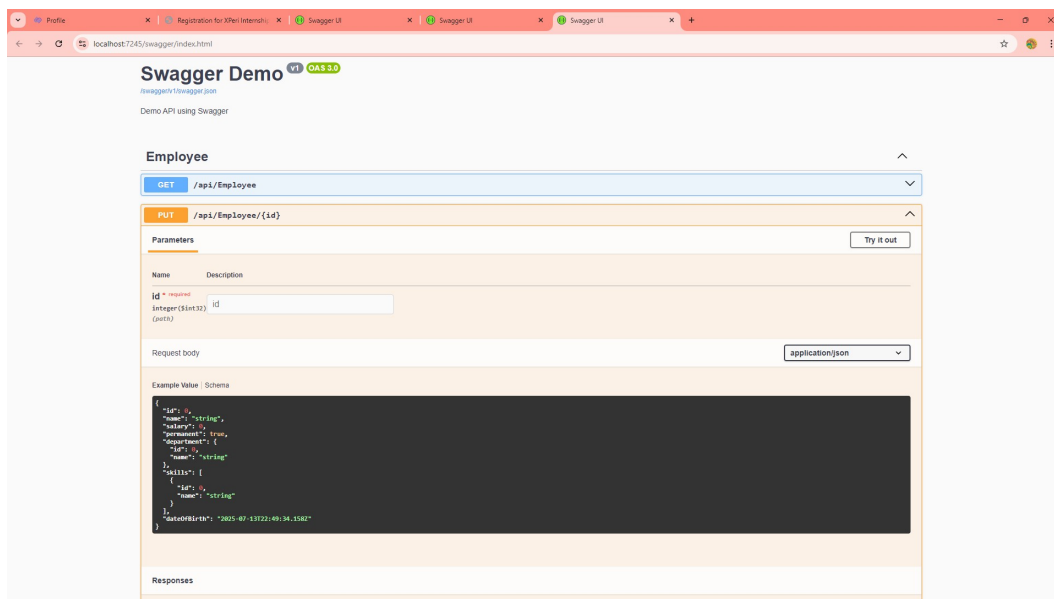 Profile
Registration for XPeri Internship
Swagger UI
Swagger UI
Swagger UI
localhost:7245/swagger/index.html
Swagger Demo v1 OAS 3.0
/swagger/v1/swagger.json
Demo API using Swagger
Employee
GET /api/Employee
PUT /api/Employee/{id}
Parameters
Try it out
Name Description
id * required
integer($int32)
id
(path)
Request body
application/json
Example Value | Schema
{
"id": 0,
"name": "string",
"salary": 0,
"permanent": true,
"department": {
"id": 0,
"name": "string"
},
"skills": [
{
"id": 0,
"name": "string"
}
],
"dateOfBirth": "2025-07-13T22:49:34.158Z"
}
Responses